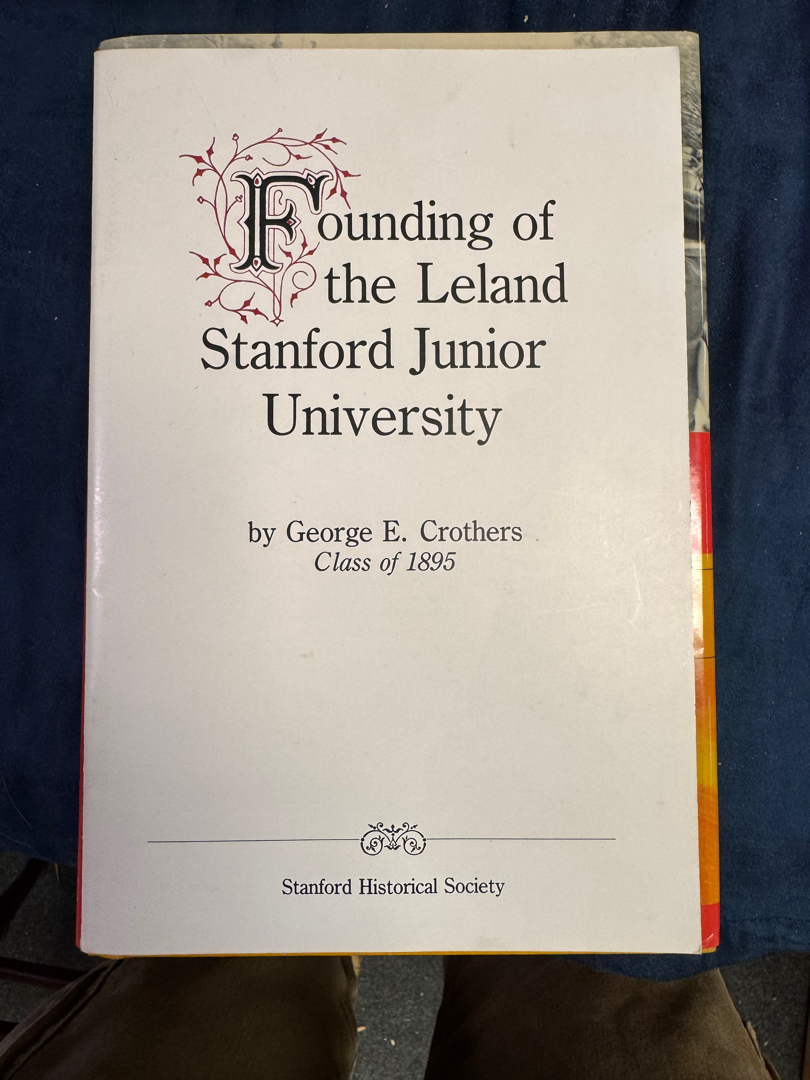 Founding of
the Leland
Stanford Junior
University
by George E. Crothers
Class of 1895
Stanford Historical Society